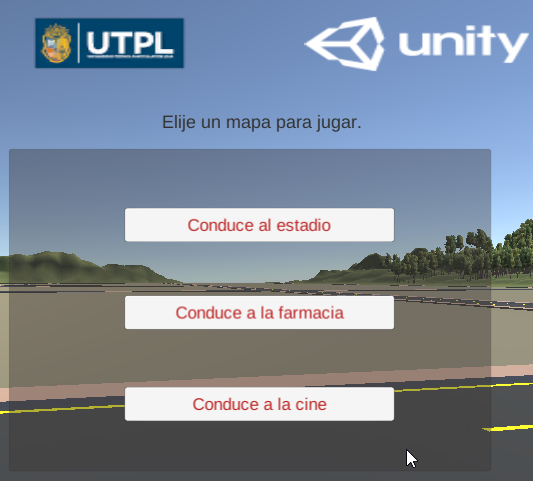 UTPL
unity
Elije un mapa para jugar.
Conduce al estadio
Conduce a la farmacia
Conduce a la cine